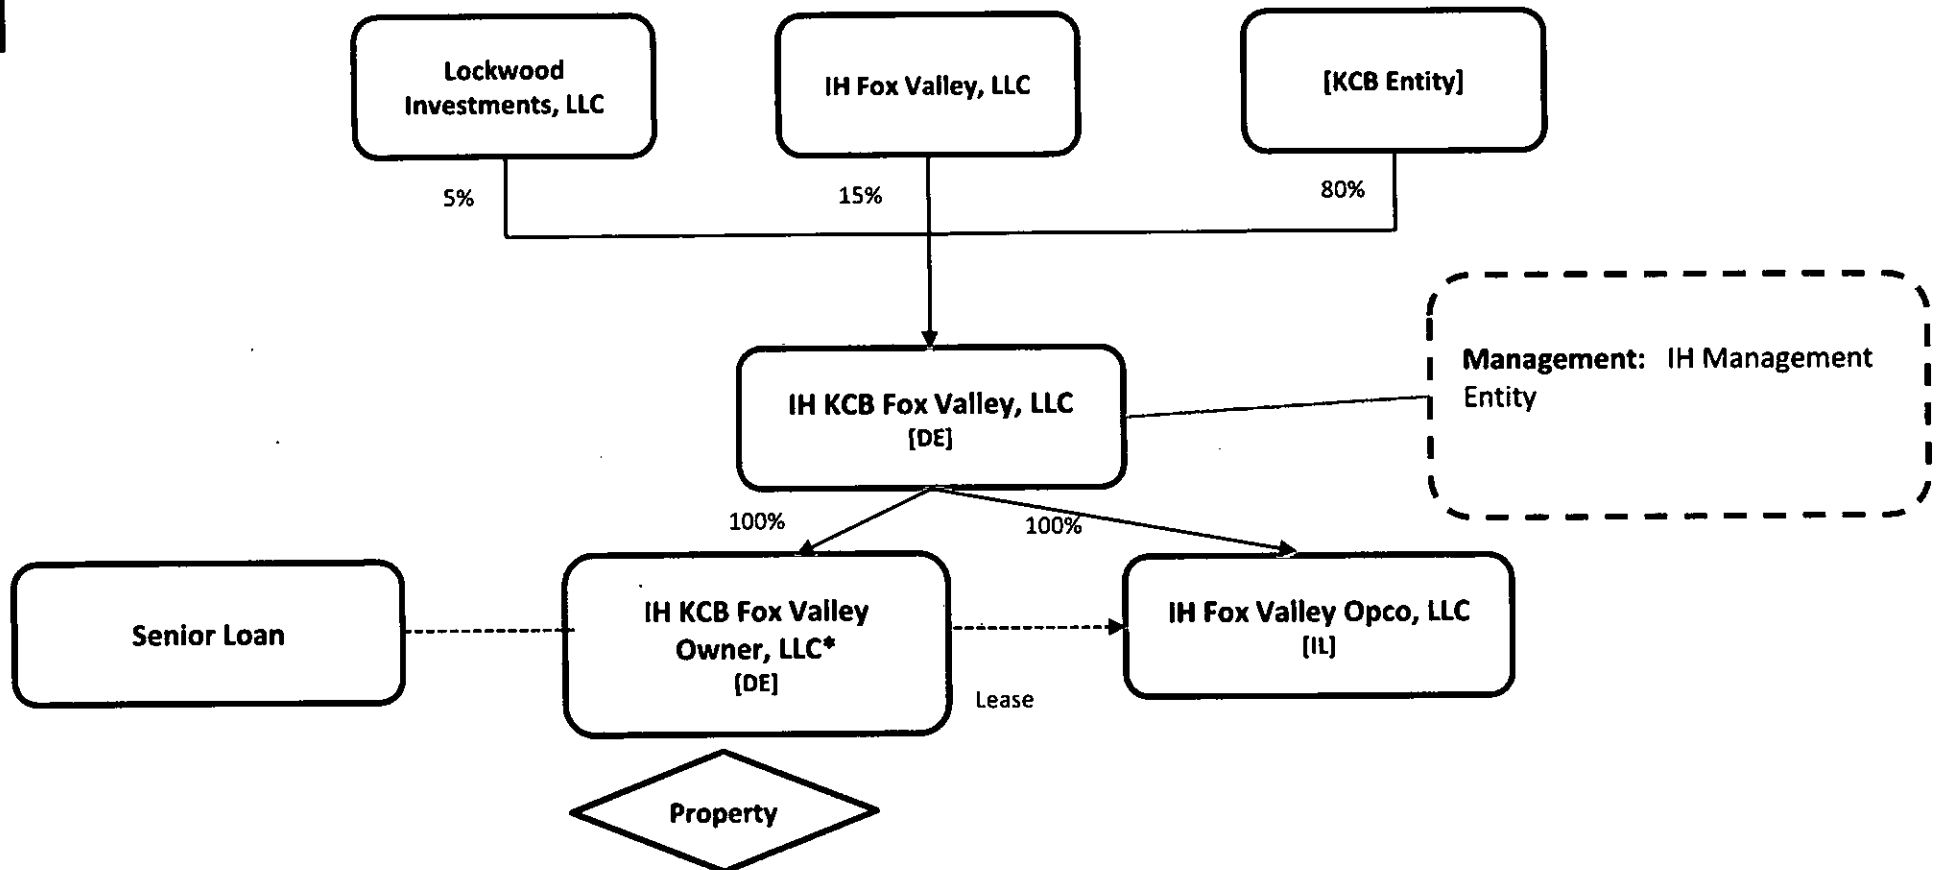 Lockwood
Investments, LLC
IH Fox Valley, LLC
[KCB Entity]
5%
15%
80%
Management: IH Management
Entity
IH KCB Fox Valley, LLC
[DE]
100%
100%
Senior Loan
IH KCB Fox Valley
Owner, LLC*
[DE]
Lease
IH Fox Valley Opco, LLC
[IL]
Property